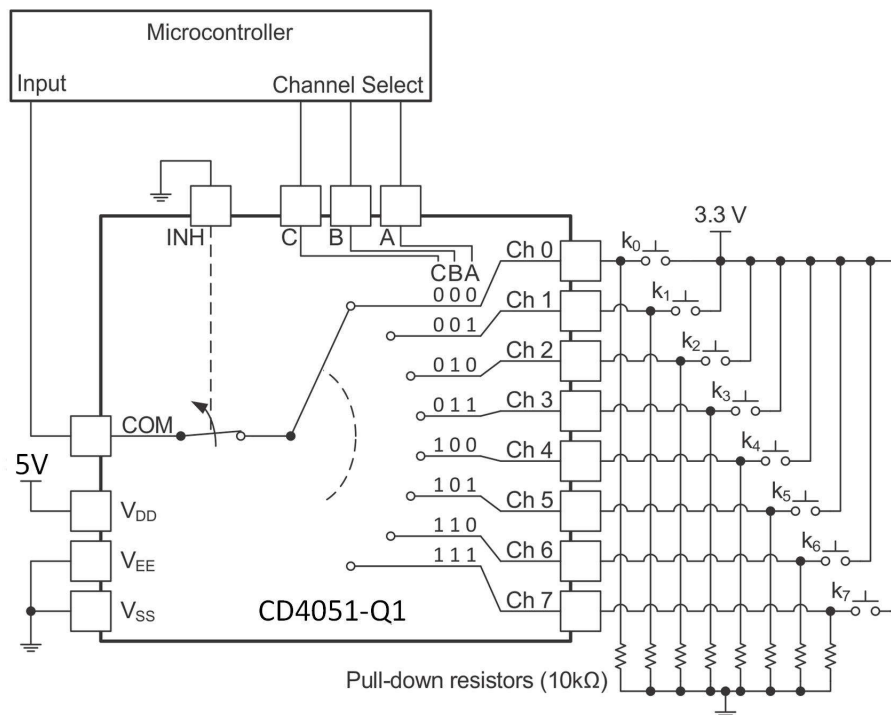 Microcontroller
Input
Channel Select
3.3 V
INH
C
B
A
CBA
Ch 0
k0
000
Ch 1
k1
001
Ch 2
k2
010
Ch 3
k3
011
COM
Ch 4
k4
100
5V
Ch 5
k5
101
VDD
Ch 6
k6
110
VEE
111
Ch 7
k7
VSS
CD4051-Q1
Pull-down resistors (10kΩ)